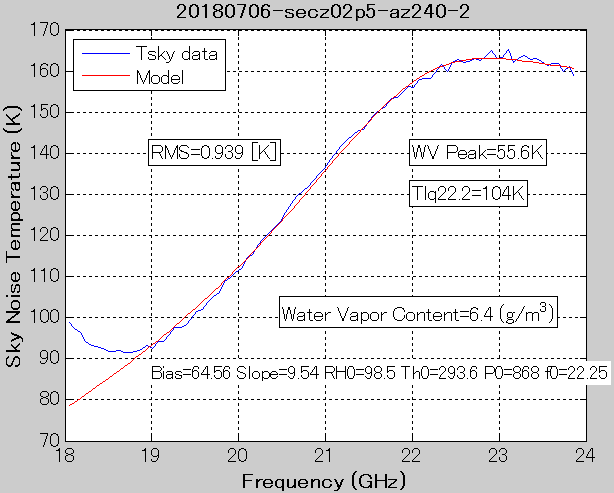 20180706-secz02p5-az240-2
170
160
150
140
130
120
110
100
90
80
70
Sky Noise Temperature (K)
Tsky data
Model
RMS=0.939 [K]
WV Peak=55.6K
Tlq22.2=104K
Water Vapor Content=6.4 (g/m³)
Bias=64.56 Slope=9.54 RH0=98.5 Th0=293.6 P0=868 f0=22.25
18 19 20 21 22 23 24
Frequency (GHz)